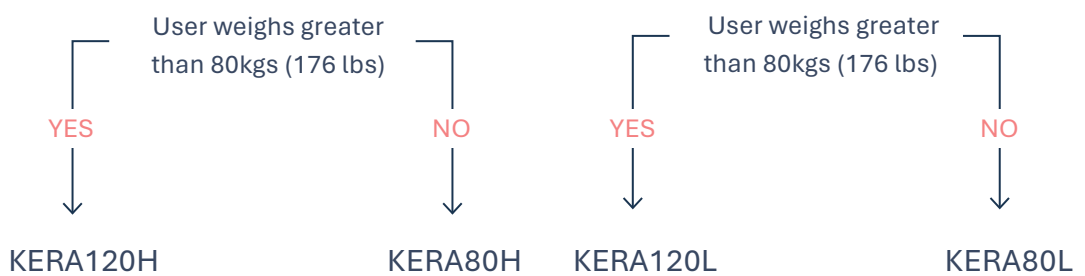 User weighs greater
than 80kgs (176 lbs)
YES
NO
KERA120H
KERA80H
User weighs greater
than 80kgs (176 lbs)
YES
NO
KERA120L
KERA80L